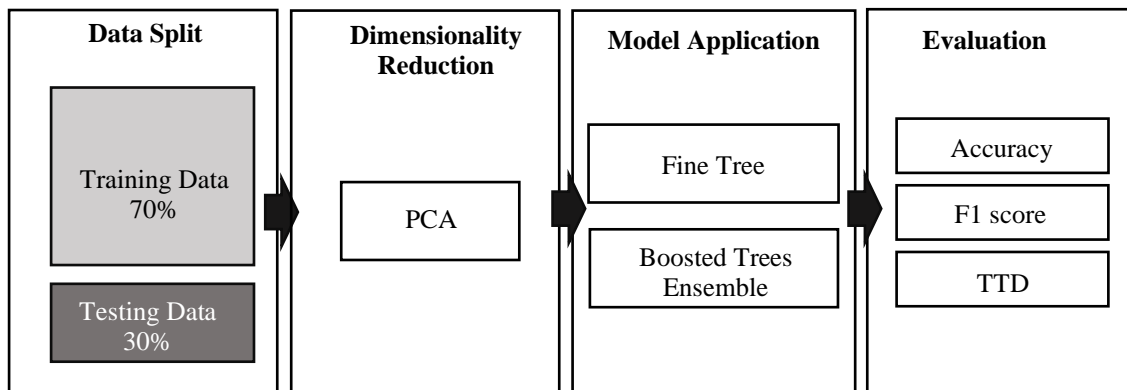 Data Split
Training Data
70%
Testing Data
30%
Dimensionality
Reduction
PCA
Model Application
Fine Tree
Boosted Trees
Ensemble
Evaluation
Accuracy
F1 score
TTD